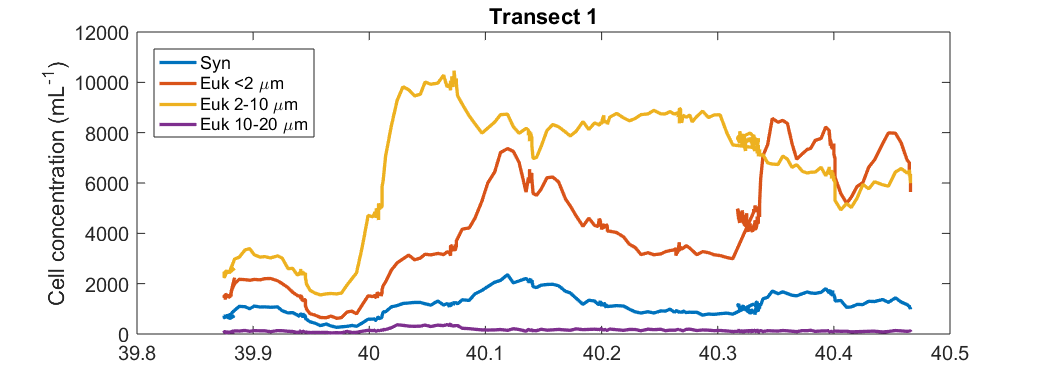 Transect 1
Cell concentration (mL⁻¹)
12000
10000
8000
6000
4000
2000
0
Syn
Euk <2 μm
Euk 2-10 μm
Euk 10-20 μm
39.8 39.9 40 40.1 40.2 40.3 40.4 40.5